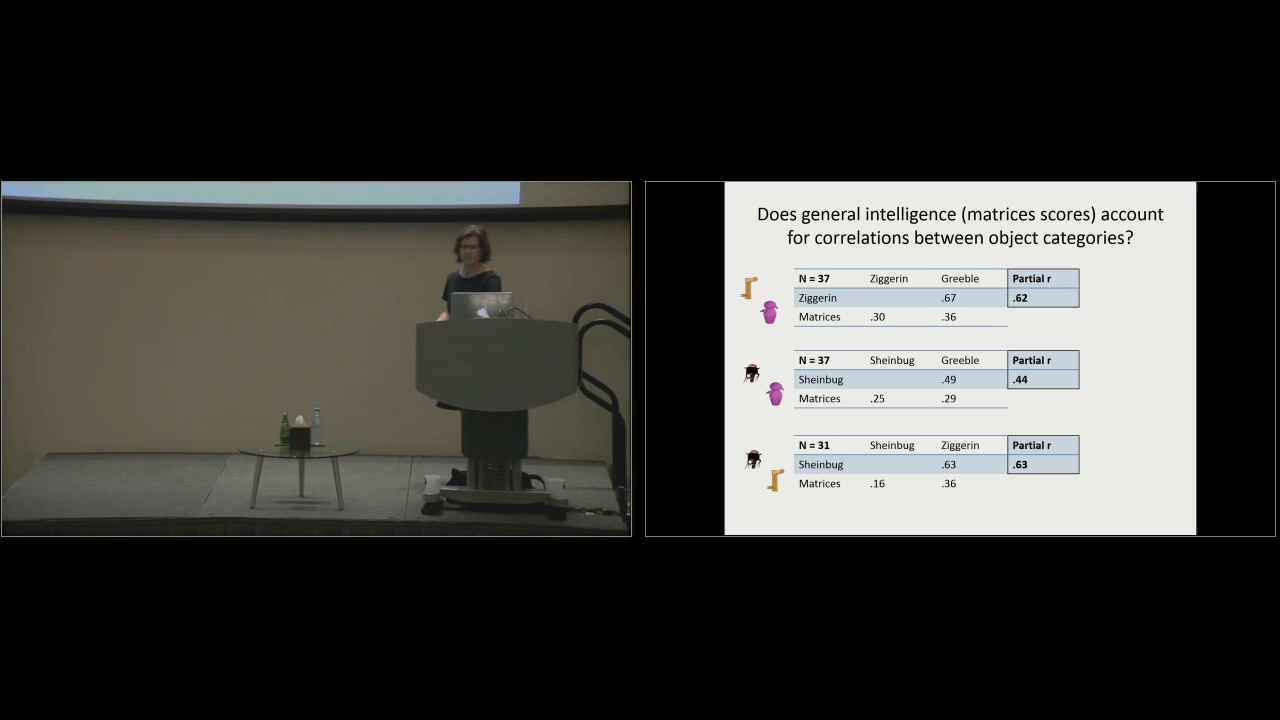 Does general intelligence (matrices scores) account
for correlations between object categories?
N = 37 Ziggerin Greeble Partial r
Ziggerin .67 .62
Matrices .30 .36
N = 37 Sheinbug Greeble Partial r
Sheinbug .49 .44
Matrices .25 .29
N = 31 Sheinbug Ziggerin Partial r
Sheinbug .63 .63
Matrices .16 .36